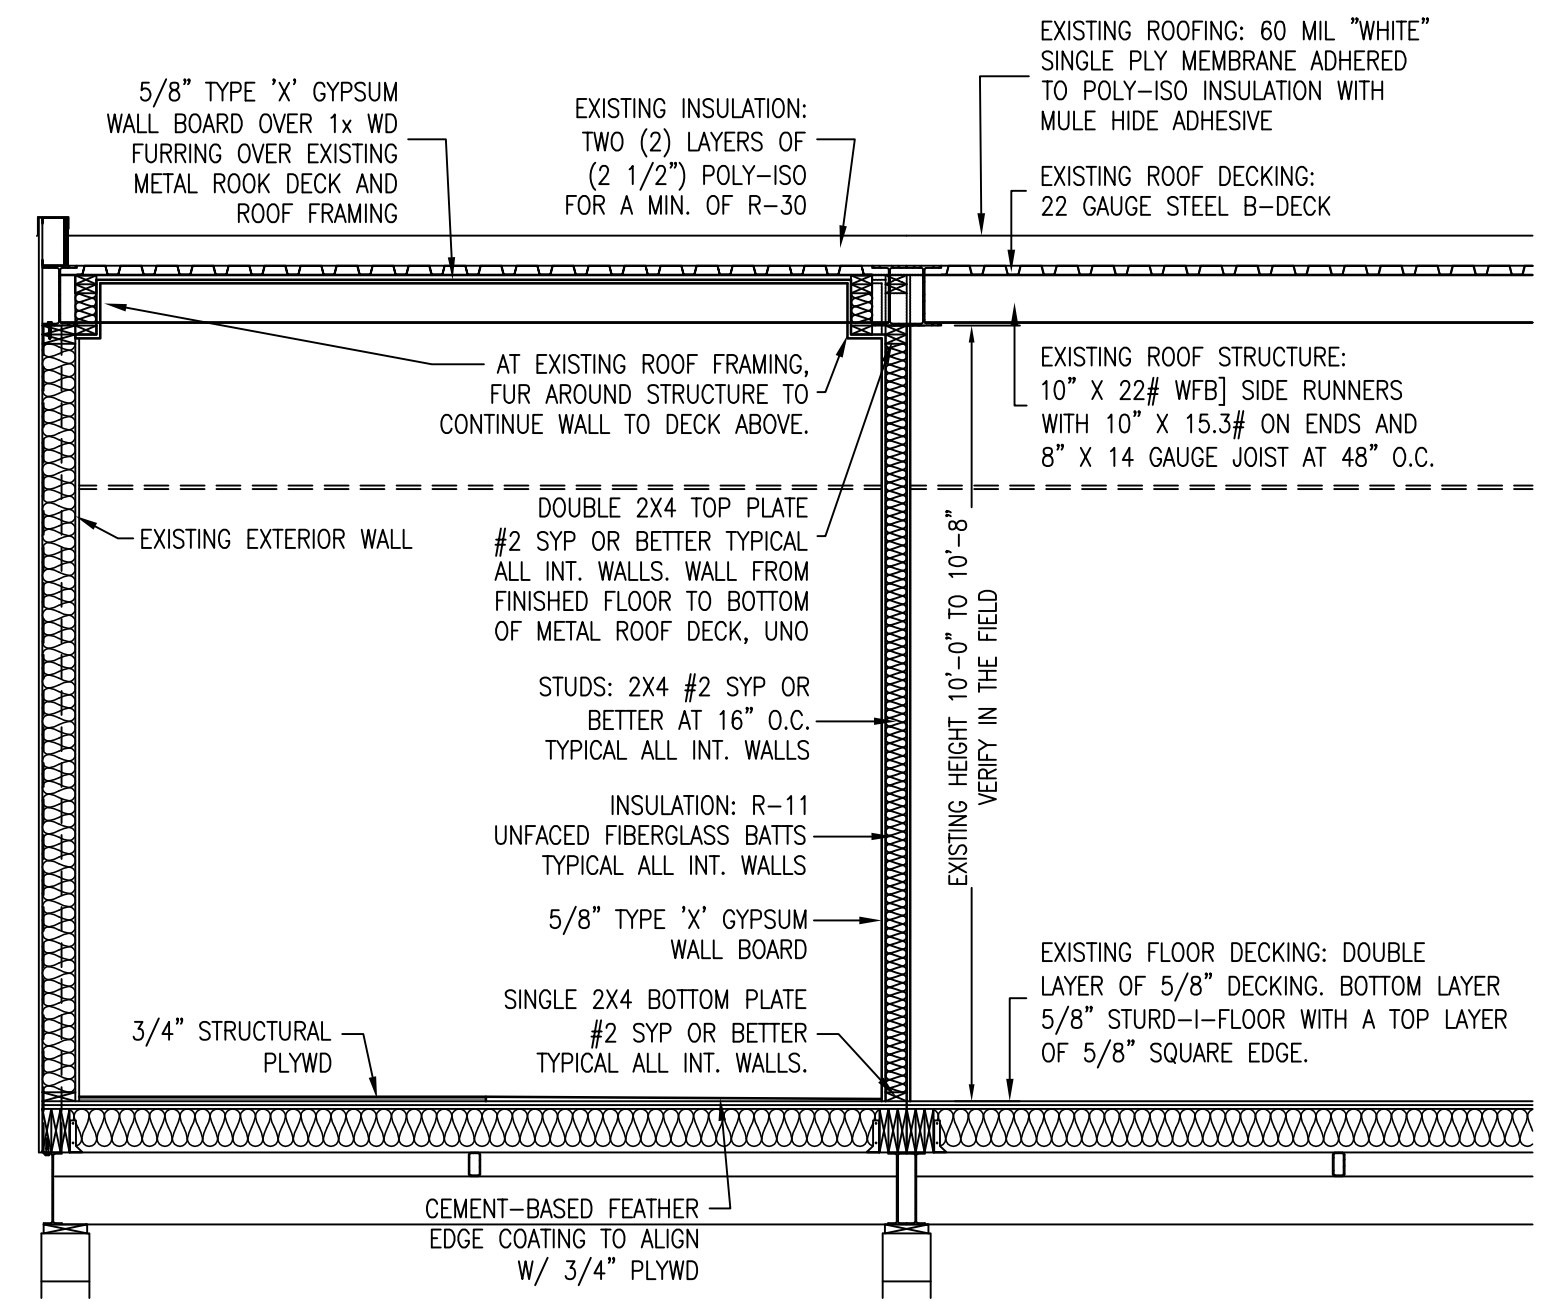 EXISTING ROOFING: 60 MIL "WHITE"
SINGLE PLY MEMBRANE ADHERED
TO POLY-ISO INSULATION WITH
MULE HIDE ADHESIVE
5/8" TYPE 'X' GYPSUM
WALL BOARD OVER 1x WD
FURRING OVER EXISTING
METAL ROOK DECK AND
ROOF FRAMING
EXISTING INSULATION:
TWO (2) LAYERS OF
(2 1/2") POLY-ISO
FOR A MIN. OF R-30
EXISTING ROOF DECKING:
22 GAUGE STEEL B-DECK
AT EXISTING ROOF FRAMING,
FUR AROUND STRUCTURE TO
CONTINUE WALL TO DECK ABOVE.
EXISTING ROOF STRUCTURE:
10" X 22# WFB] SIDE RUNNERS
WITH 10" X 15.3# ON ENDS AND
8" X 14 GAUGE JOIST AT 48" O.C.
EXISTING EXTERIOR WALL
DOUBLE 2X4 TOP PLATE
#2 SYP OR BETTER TYPICAL
ALL INT. WALLS. WALL FROM
FINISHED FLOOR TO BOTTOM
OF METAL ROOF DECK, UNO
EXISTING HEIGHT 10'-0" TO 10'-8"
VERIFY IN THE FIELD
STUDS: 2X4 #2 SYP OR
BETTER AT 16" O.C.
TYPICAL ALL INT. WALLS
INSULATION: R-11
UNFACED FIBERGLASS BATTS
TYPICAL ALL INT. WALLS
5/8" TYPE 'X' GYPSUM
WALL BOARD
SINGLE 2X4 BOTTOM PLATE
#2 SYP OR BETTER
TYPICAL ALL INT. WALLS.
EXISTING FLOOR DECKING: DOUBLE
LAYER OF 5/8" DECKING. BOTTOM LAYER
5/8" STURD-I-FLOOR WITH A TOP LAYER
OF 5/8" SQUARE EDGE.
3/4" STRUCTURAL
PLYWD
CEMENT-BASED FEATHER
EDGE COATING TO ALIGN
W/ 3/4" PLYWD